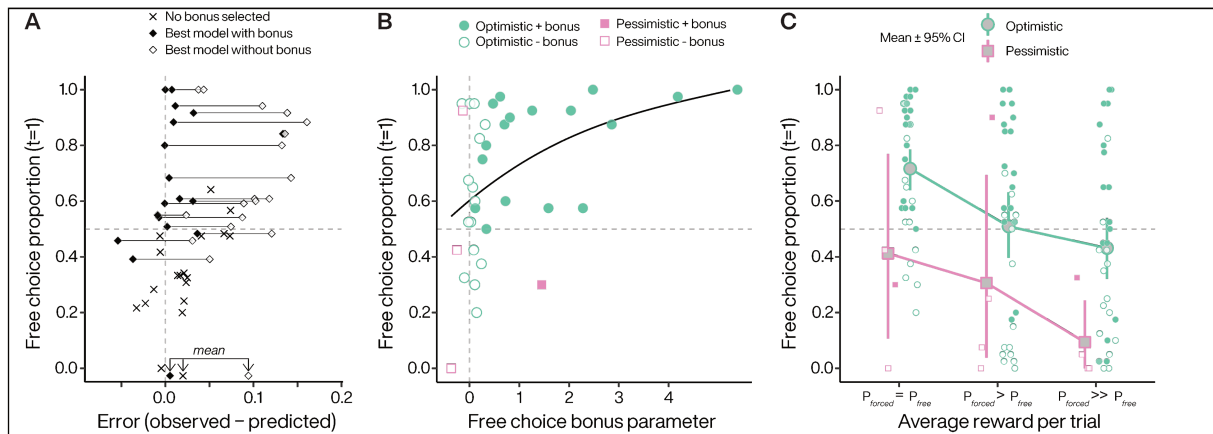 A
× No bonus selected
Best model with bonus
Best model without bonus
Free choice proportion (t=1)
1.0
0.8
0.6
0.4
0.2
0.0
mean
0.0
0.1
0.2
Error (observed – predicted)
B
Optimistic + bonus
Optimistic - bonus
Pessimistic + bonus
Pessimistic - bonus
Free choice proportion (t=1)
1.0
0.8
0.6
0.4
0.2
0.0
0 1 2 3 4 5
Free choice bonus parameter
C
Mean ± 95% CI
Optimistic
Pessimistic
Free choice proportion (t=1)
1.0
0.8
0.6
0.4
0.2
0.0
Pforced = Pfree
Pforced > Pfree
Pforced >> Pfree
Average reward per trial